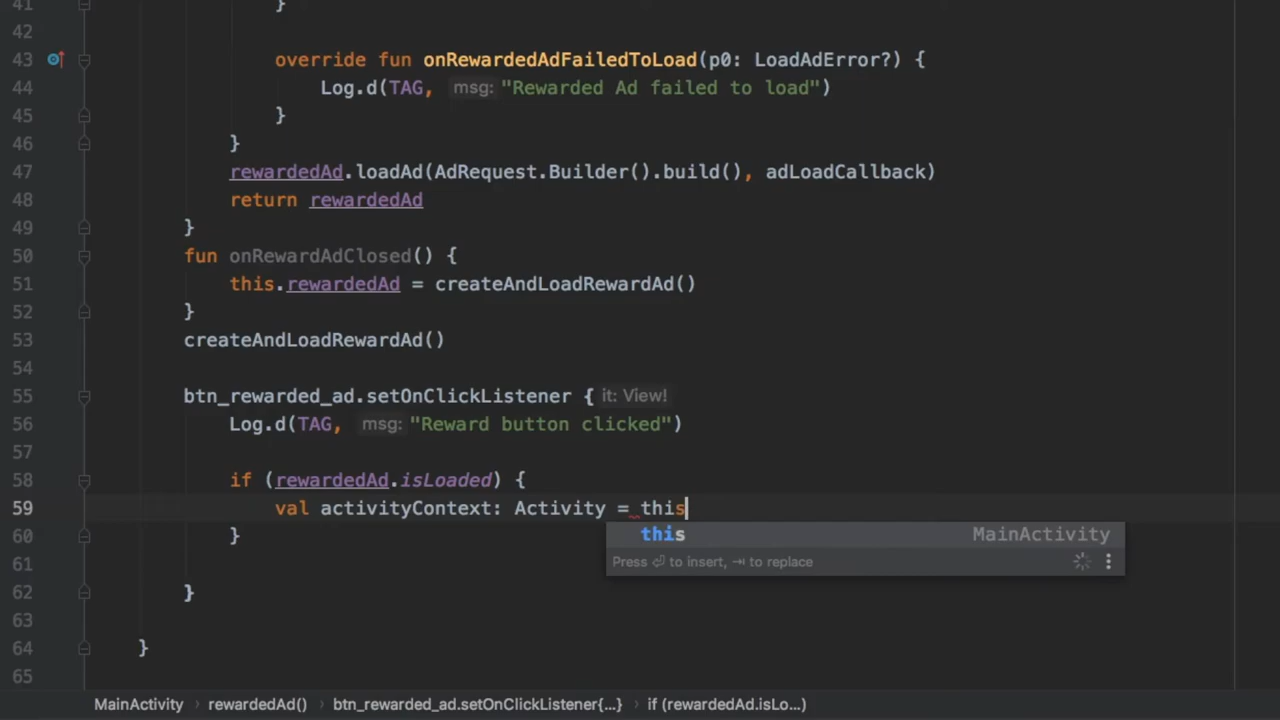 41 }
42
43 override fun onRewardedAdFailedToLoad(p0: LoadAdError?) {
44 Log.d(TAG, msg: "Rewarded Ad failed to load")
45 }
46 }
47 rewardedAd.loadAd(AdRequest.Builder().build(), adLoadCallback)
48 return rewardedAd
49 }
50 fun onRewardAdClosed() {
51 this.rewardedAd = createAndLoadRewardAd()
52 }
53 createAndLoadRewardAd()
54
55 btn_rewarded_ad.setOnClickListener { it: View!
56 Log.d(TAG, msg: "Reward button clicked")
57
58 if (rewardedAd.isLoaded) {
59 val activityContext: Activity = this
60 }
this MainActivity
61
Press ⏎ to insert, ⇥ to replace
62 }
63
64 }
65
MainActivity › rewardedAd() › btn_rewarded_ad.setOnClickListener{...} › if (rewardedAd.isLo...)